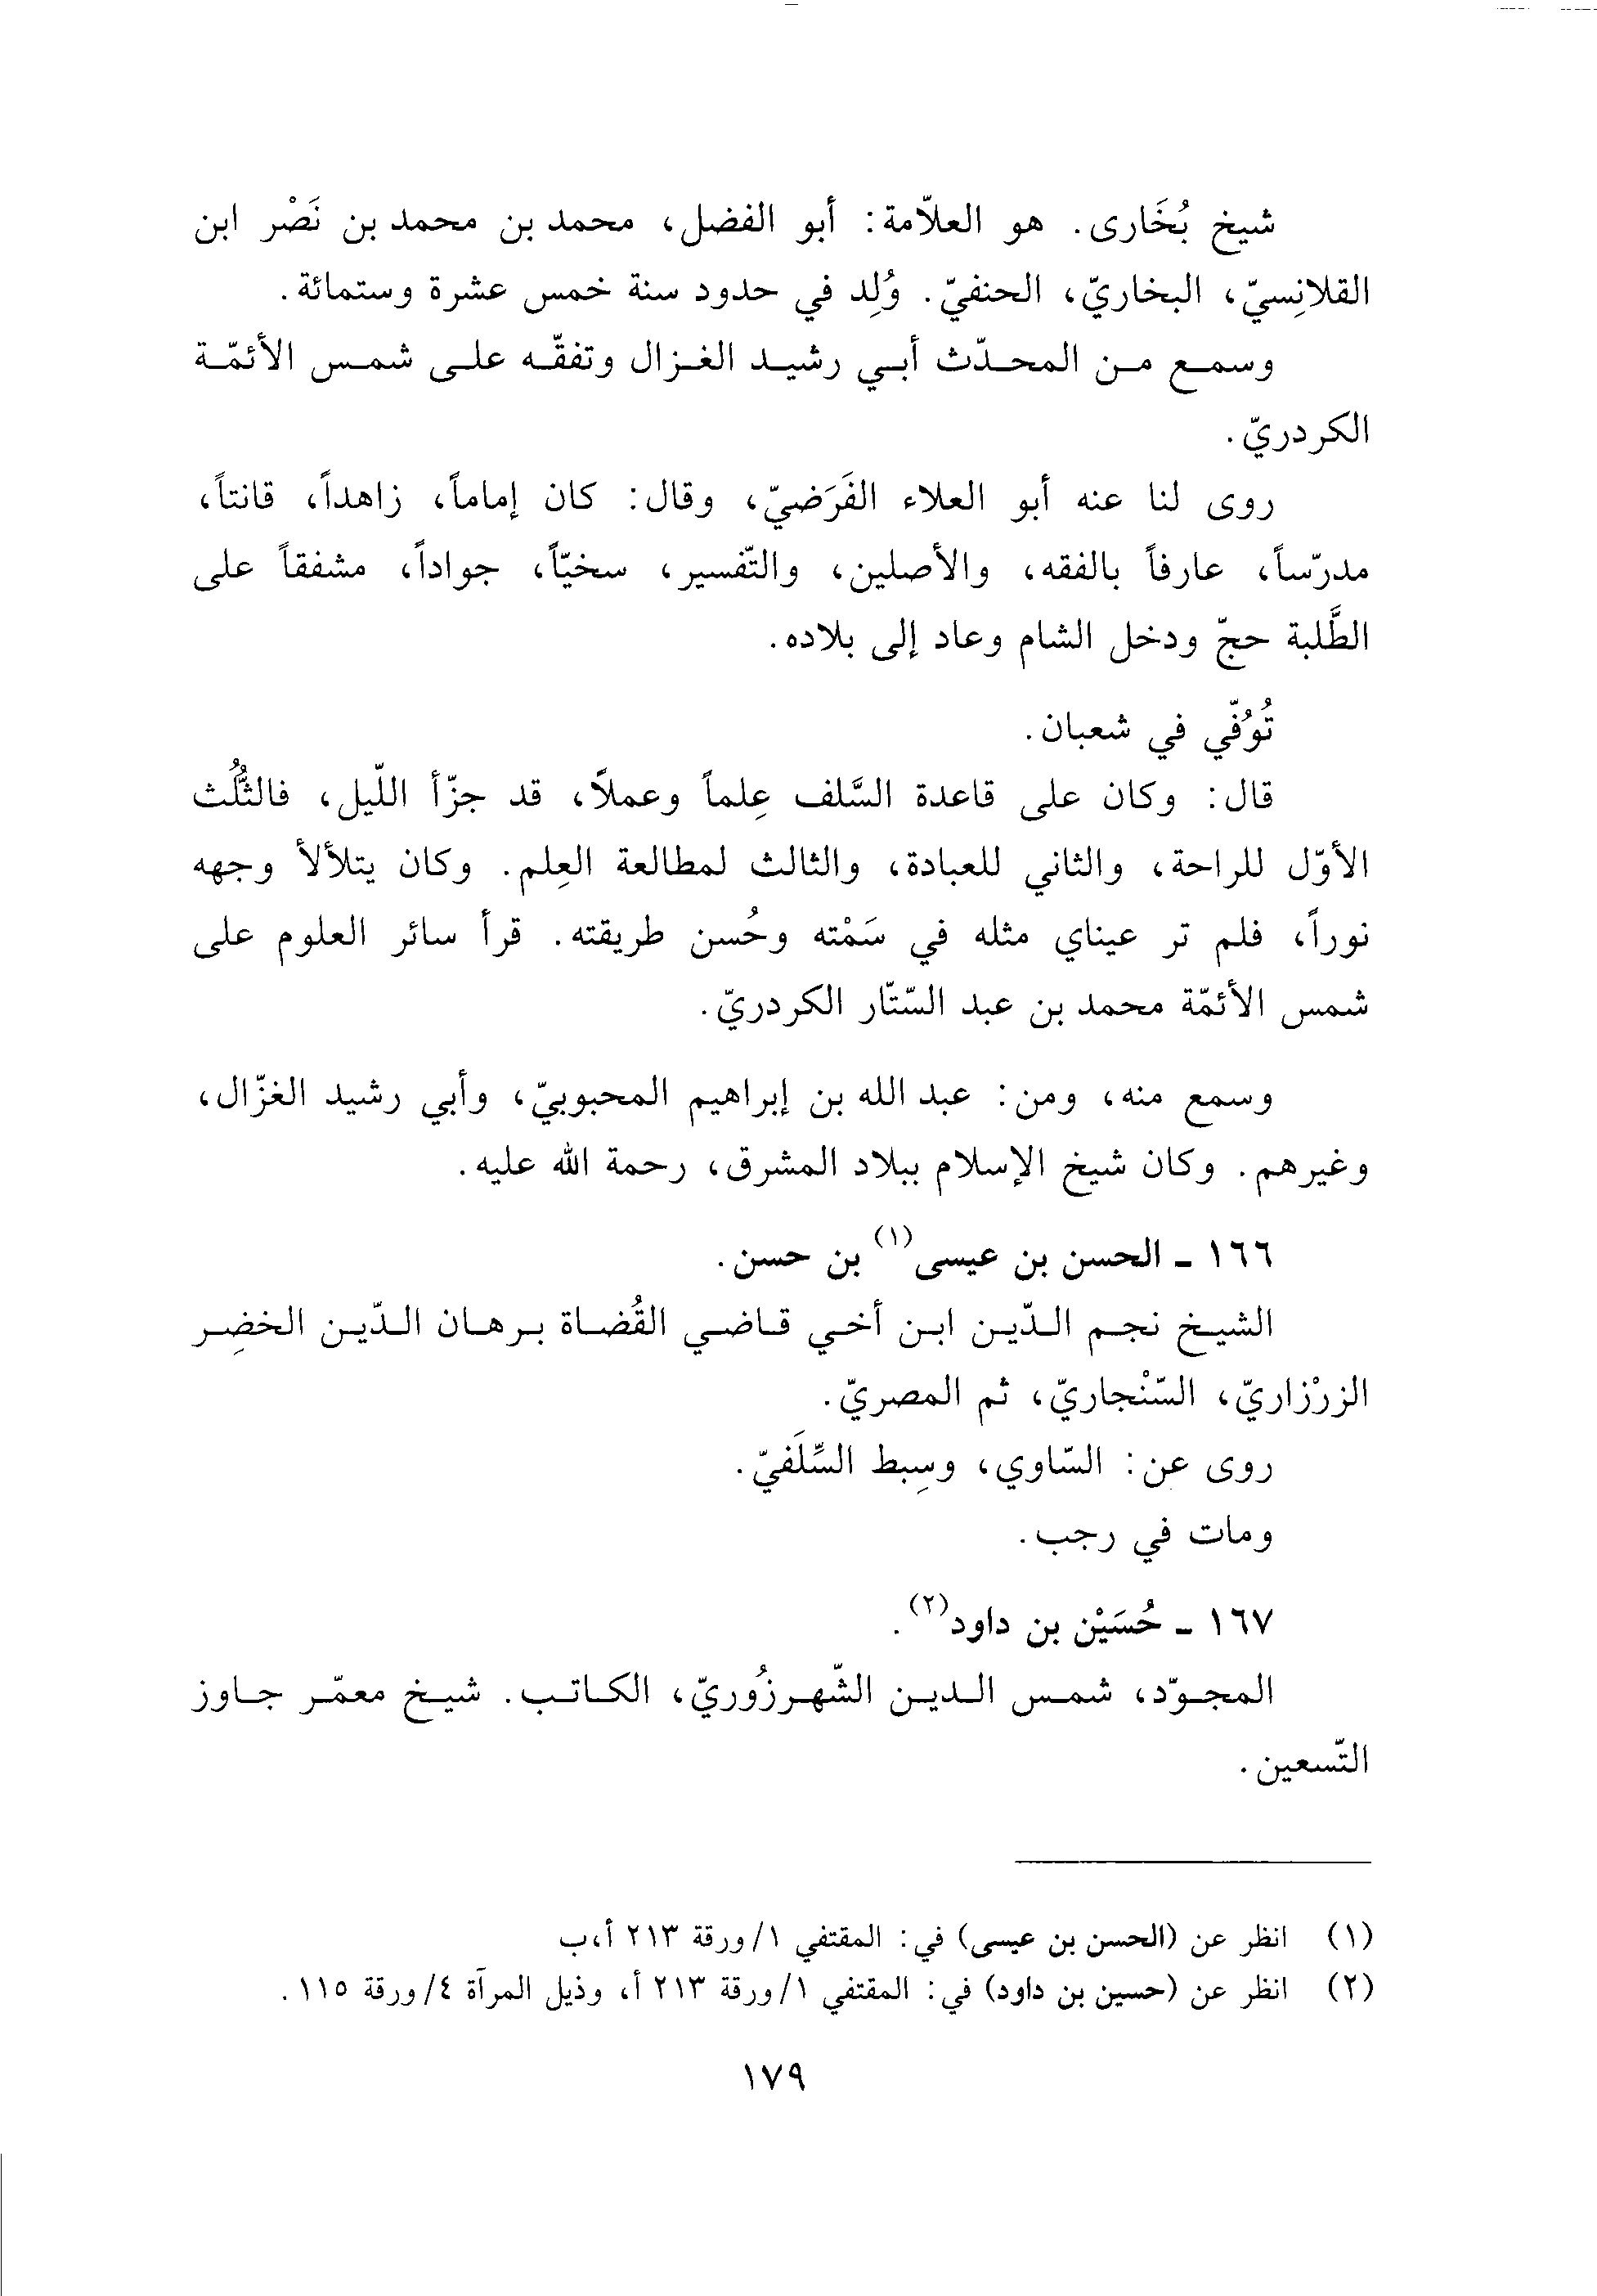 شيخ بُخَارى. هو العلاّمة: أبو الفضل، محمد بن محمد بن نَصْر ابن
القلانِسيّ، البخاريّ، الحنفيّ. وُلِد في حدود سنة خمس عشرة وستمائة.
وسمع من المحدّث أبي رشيد الغزال وتفقّه على شمس الأئمّة
الكردريّ.
روى لنا عنه أبو العلاء الفَرَضيّ، وقال: كان إماماً، زاهداً، قانتاً،
مدرّساً، عارفاً بالفقه، والأصلين، والتّفسير، سخيّاً، جواداً، مشفقاً على
الطَّلبة حجّ ودخل الشام وعاد إلى بلاده.
تُوُفّي في شعبان.
قال: وكان على قاعدة السَّلف عِلماً وعملاً، قد جزّأ اللّيل، فالثُّلُث
الأوّل للراحة، والثاني للعبادة، والثالث لمطالعة العِلم. وكان يتلألأ وجهه
نوراً، فلم تر عيناي مثله في سَمْته وحُسن طريقته. قرأ سائر العلوم على
شمس الأئمّة محمد بن عبد السّتّار الكردريّ.
وسمع منه، ومن: عبد الله بن إبراهيم المحبوبيّ، وأبي رشيد الغزّال،
وغيرهم. وكان شيخ الإسلام ببلاد المشرق، رحمة الله عليه.
١٦٦ ـ الحسن بن عيسى(١) بن حسن.
الشيخ نجم الدّين ابن أخي قاضي القُضاة برهان الدّين الخضِر
الزرْزاريّ، السّنْجاريّ، ثم المصريّ.
روى عن: السّاوي، وسِبط السِّلَفيّ.
ومات في رجب.
١٦٧ ـ حُسَيْن بن داود(٢).
المجوّد، شمس الدين الشّهرزُوريّ، الكاتب. شيخ معمّر جاوز
التّسعين.
(١) انظر عن (الحسن بن عيسى) في: المقتفي ١/ورقة ٢١٣ أ،ب
(٢) انظر عن (حسين بن داود) في: المقتفي ١/ورقة ٢١٣ أ، وذيل المرآة ٤/ورقة ١١٥.
١٧٩